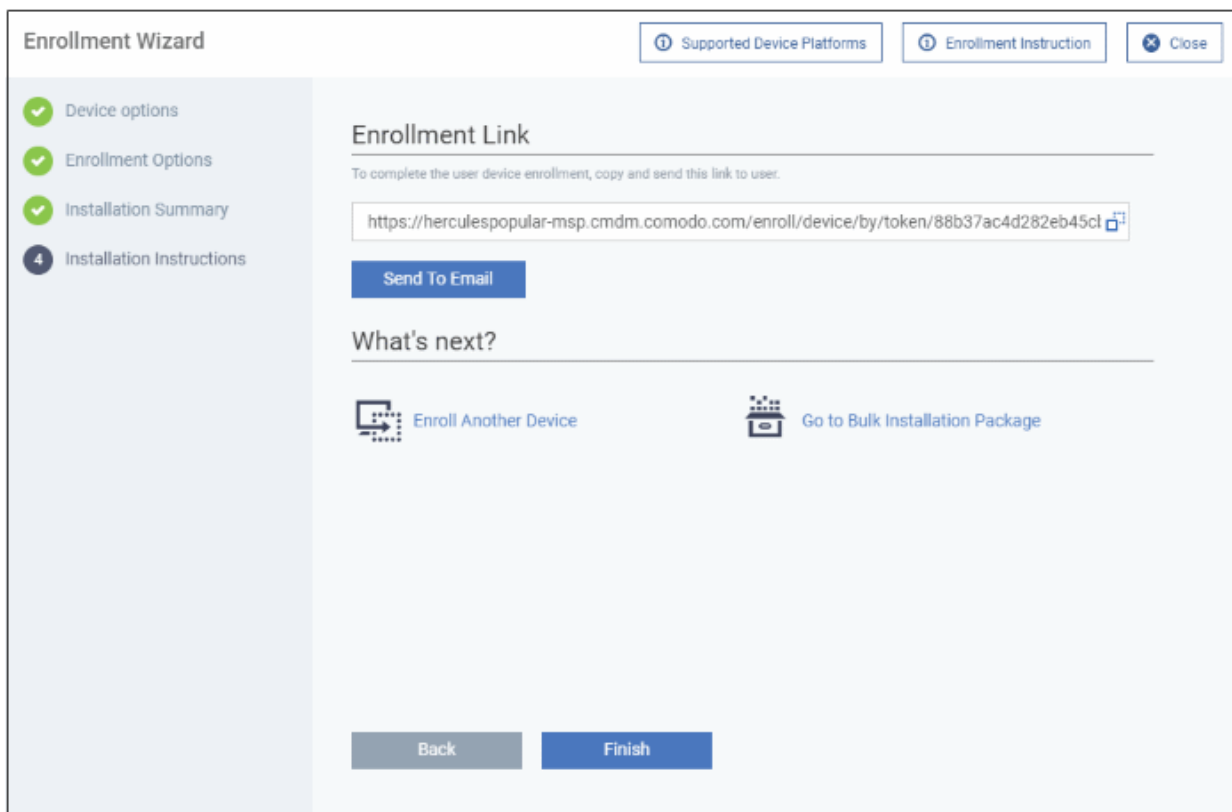 Enrollment Wizard
Supported Device Platforms
Enrollment Instruction
Close
Device options
Enrollment Options
Installation Summary
4 Installation Instructions
Enrollment Link
To complete the user device enrollment, copy and send this link to user.
https://herculespopular-msp.cmdm.comodo.com/enroll/device/by/token/88b37ac4d282eb45cl
Send To Email
What's next?
Enroll Another Device
Go to Bulk Installation Package
Back
Finish